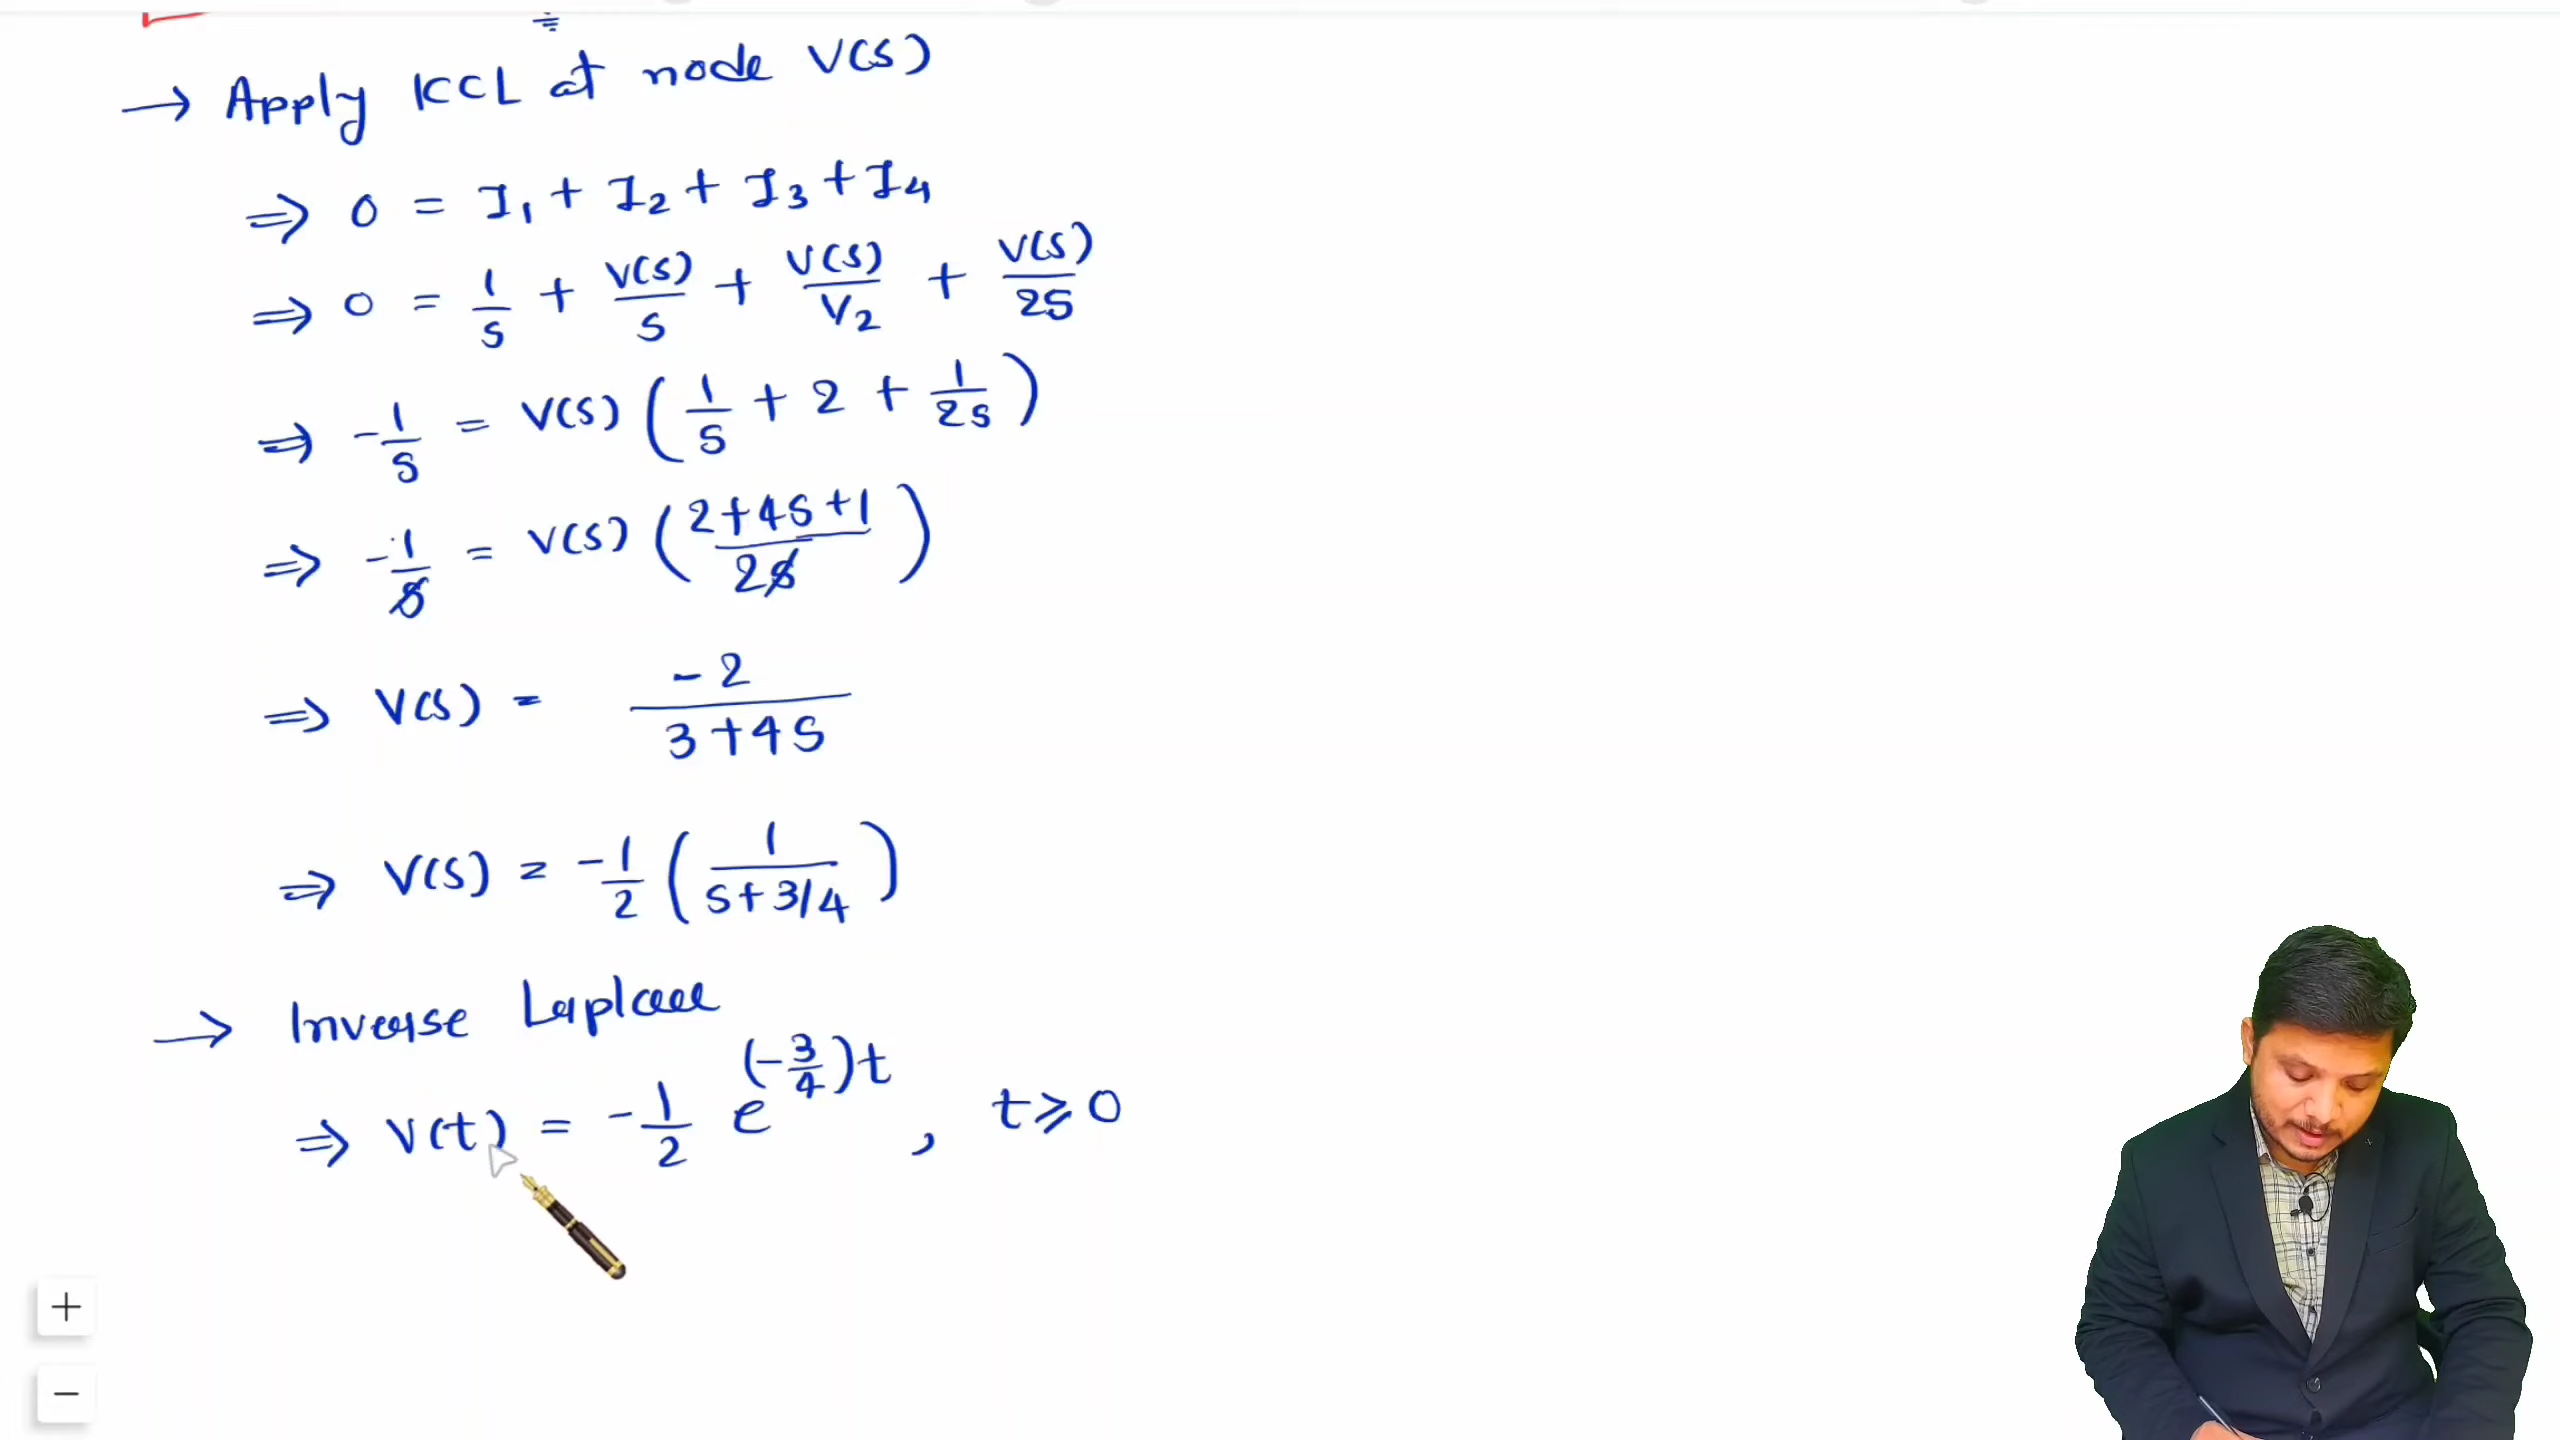 → Apply KCL at node V(s)
⇒ 0 = I₁ + I₂ + I₃ + I₄
⇒ 0 = 1/s + V(s)/s + V(s)/½ + V(s)/2s
⇒ -1/s = V(s) (1/s + 2 + 1/2s)
⇒ -1/s = V(s) ((2+4s+1)/2s)
⇒ V(s) = -2/(3+4s)
⇒ V(s) = -1/2 (1/(s+3/4))
→ Inverse Laplace
⇒ V(t) = -1/2 e^(-3/4)t , t ⩾ 0